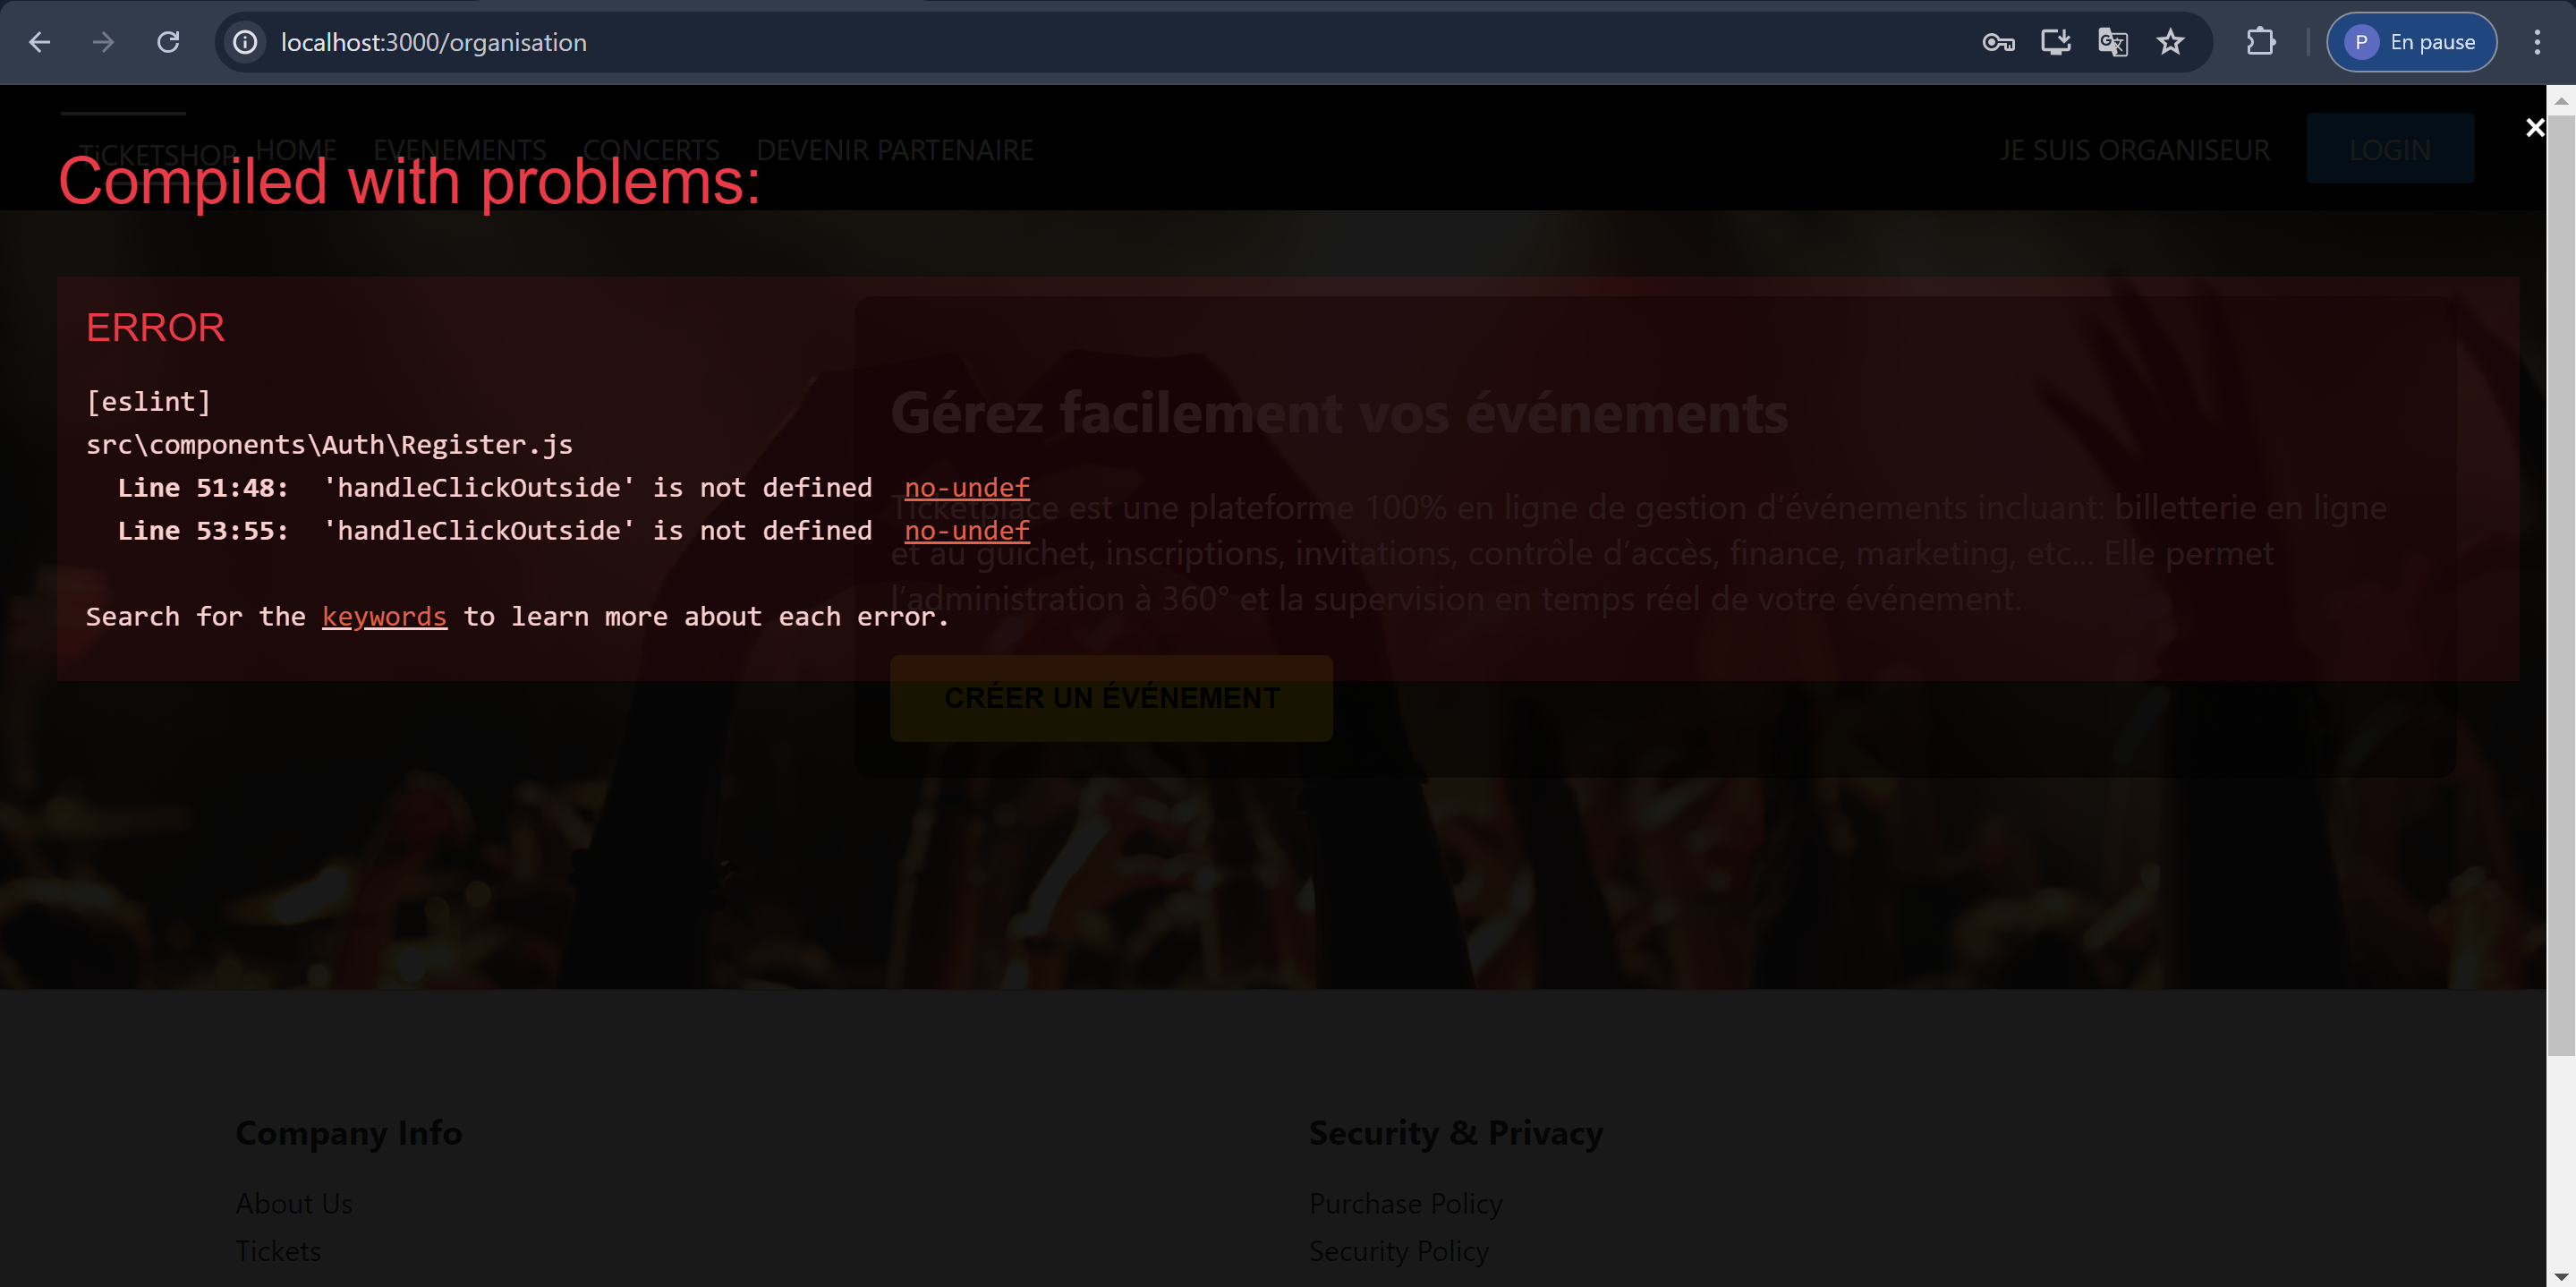 localhost:3000/organisation
P En pause
TiCKETSHOP HOME EVENEMENTS CONCERTS DEVENIR PARTENAIRE JE SUIS ORGANISEUR LOGIN
Compiled with problems:
ERROR
[eslint]
src\components\Auth\Register.js
Line 51:48: 'handleClickOutside' is not defined no-undef
Line 53:55: 'handleClickOutside' is not defined no-undef
Search for the keywords to learn more about each error.
Gérez facilement vos événements
Ticketplace est une plateforme 100% en ligne de gestion d’événements incluant: billetterie en ligne
et au guichet, inscriptions, invitations, contrôle d’accès, finance, marketing, etc... Elle permet
l’administration à 360° et la supervision en temps réel de votre événement.
CRÉER UN ÉVÉNEMENT
Company Info
About Us
Tickets
Security & Privacy
Purchase Policy
Security Policy